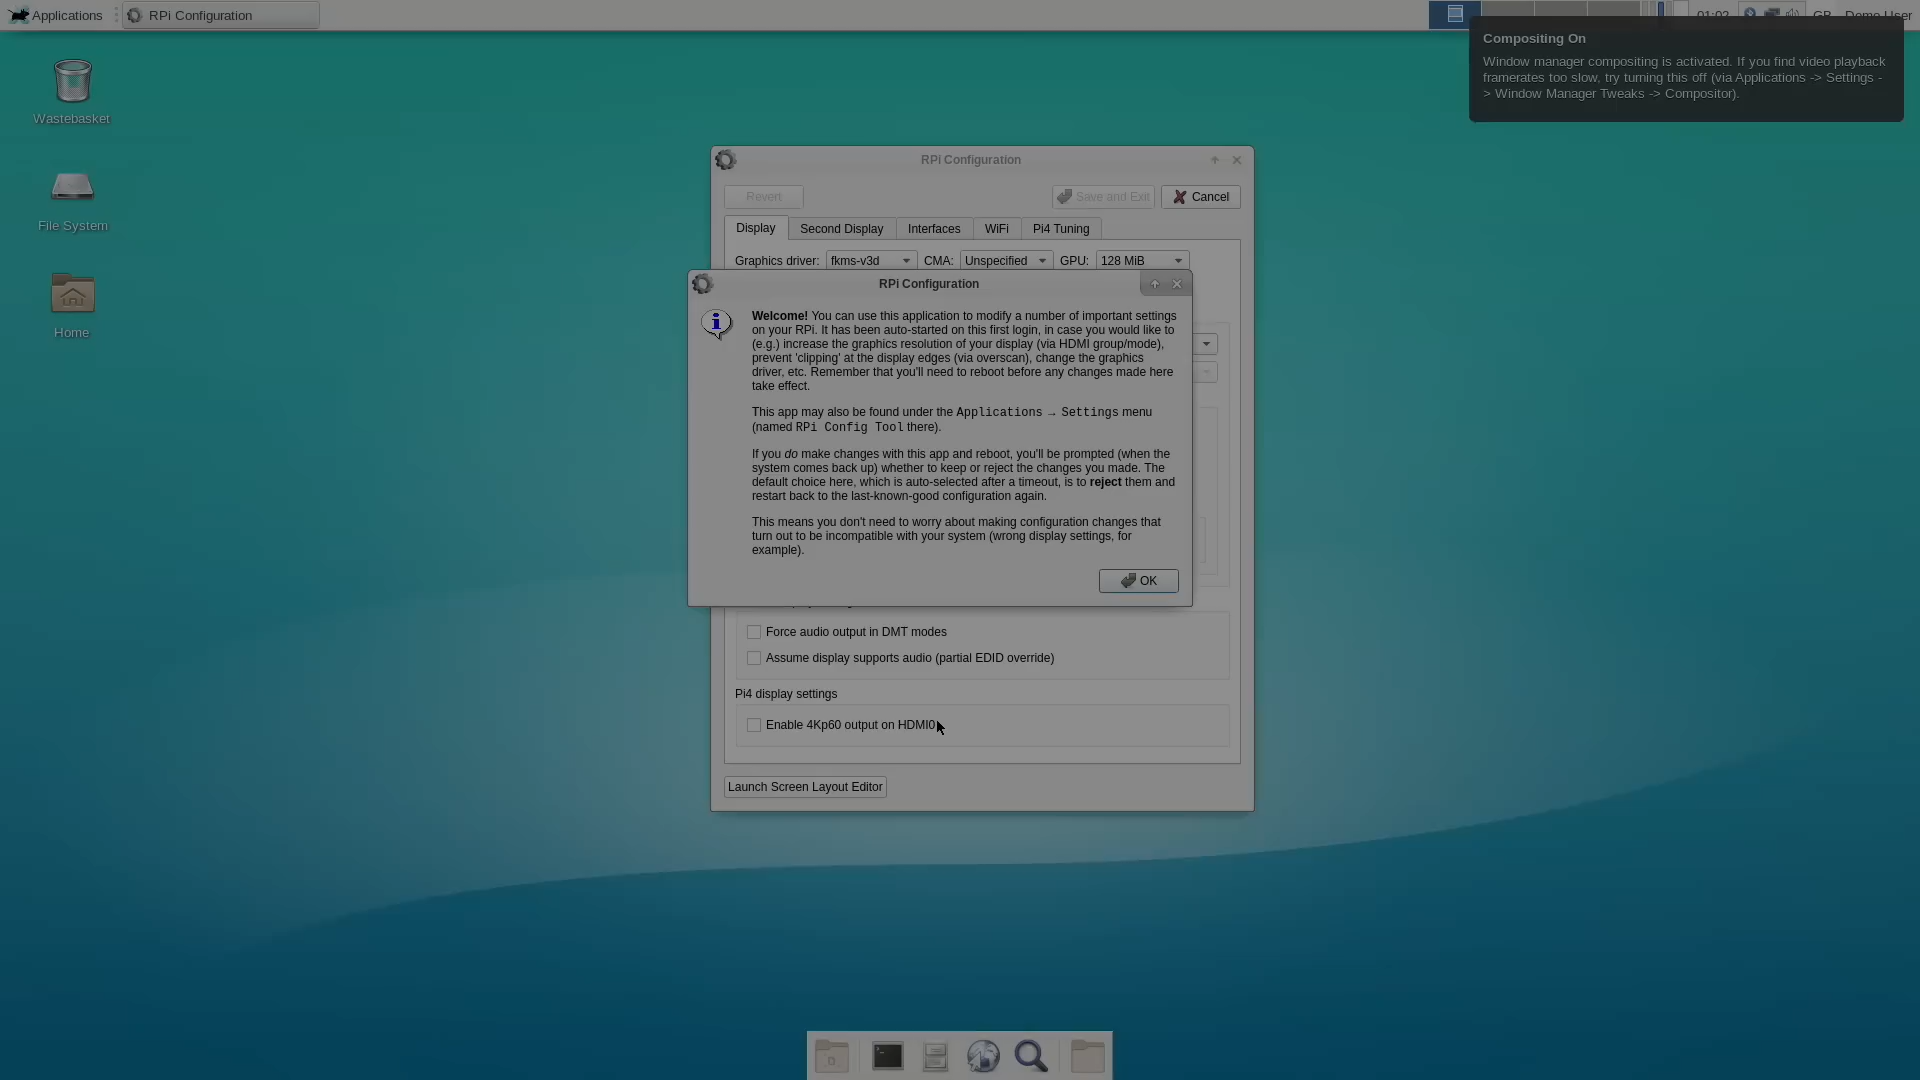 Applications
RPi Configuration
01:02
GB
Demo User
Compositing On
Window manager compositing is activated. If you find video playback
framerates too slow, try turning this off (via Applications -> Settings -
> Window Manager Tweaks -> Compositor).
Wastebasket
File System
Home
RPi Configuration
Revert
Save and Exit
Cancel
Display
Second Display
Interfaces
WiFi
Pi4 Tuning
Graphics driver: fkms-v3d CMA: Unspecified GPU: 128 MiB
RPi Configuration
Welcome! You can use this application to modify a number of important settings
on your RPi. It has been auto-started on this first login, in case you would like to
(e.g.) increase the graphics resolution of your display (via HDMI group/mode),
prevent 'clipping' at the display edges (via overscan), change the graphics
driver, etc. Remember that you'll need to reboot before any changes made here
take effect.
This app may also be found under the Applications → Settings menu
(named RPi Config Tool there).
If you do make changes with this app and reboot, you'll be prompted (when the
system comes back up) whether to keep or reject the changes you made. The
default choice here, which is auto-selected after a timeout, is to reject them and
restart back to the last-known-good configuration again.
This means you don't need to worry about making configuration changes that
turn out to be incompatible with your system (wrong display settings, for
example).
OK
Force audio output in DMT modes
Assume display supports audio (partial EDID override)
Pi4 display settings
Enable 4Kp60 output on HDMI0
Launch Screen Layout Editor